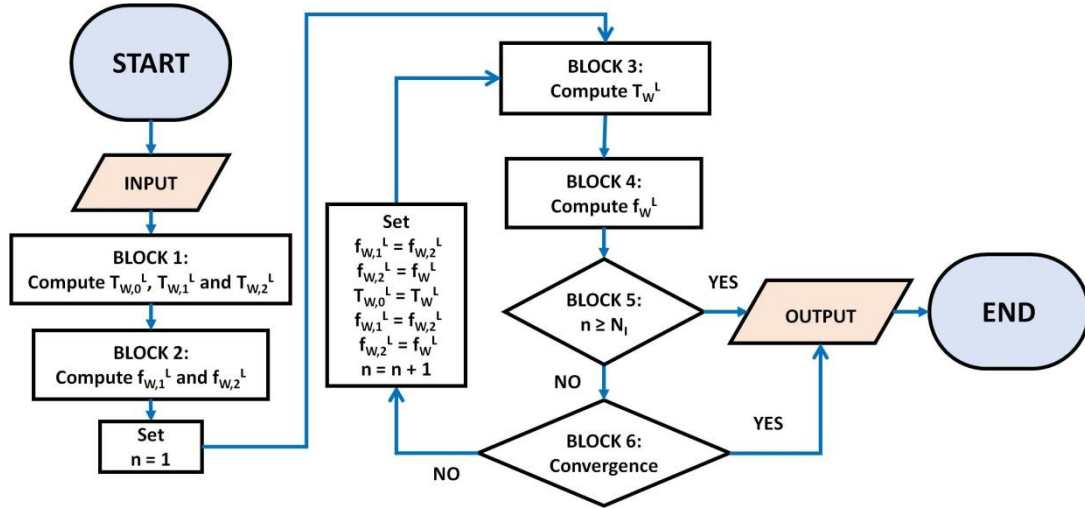 START
INPUT
BLOCK 1:
Compute T_{W,0}^L, T_{W,1}^L and T_{W,2}^L
BLOCK 2:
Compute f_{W,1}^L and f_{W,2}^L
Set
n = 1
BLOCK 3:
Compute T_W^L
BLOCK 4:
Compute f_W^L
BLOCK 5:
n ≥ N_I
YES
NO
BLOCK 6:
Convergence
YES
NO
Set
f_{W,1}^L = f_{W,2}^L
f_{W,2}^L = f_W^L
T_{W,0}^L = T_W^L
f_{W,1}^L = f_{W,2}^L
f_{W,2}^L = f_W^L
n = n + 1
OUTPUT
END